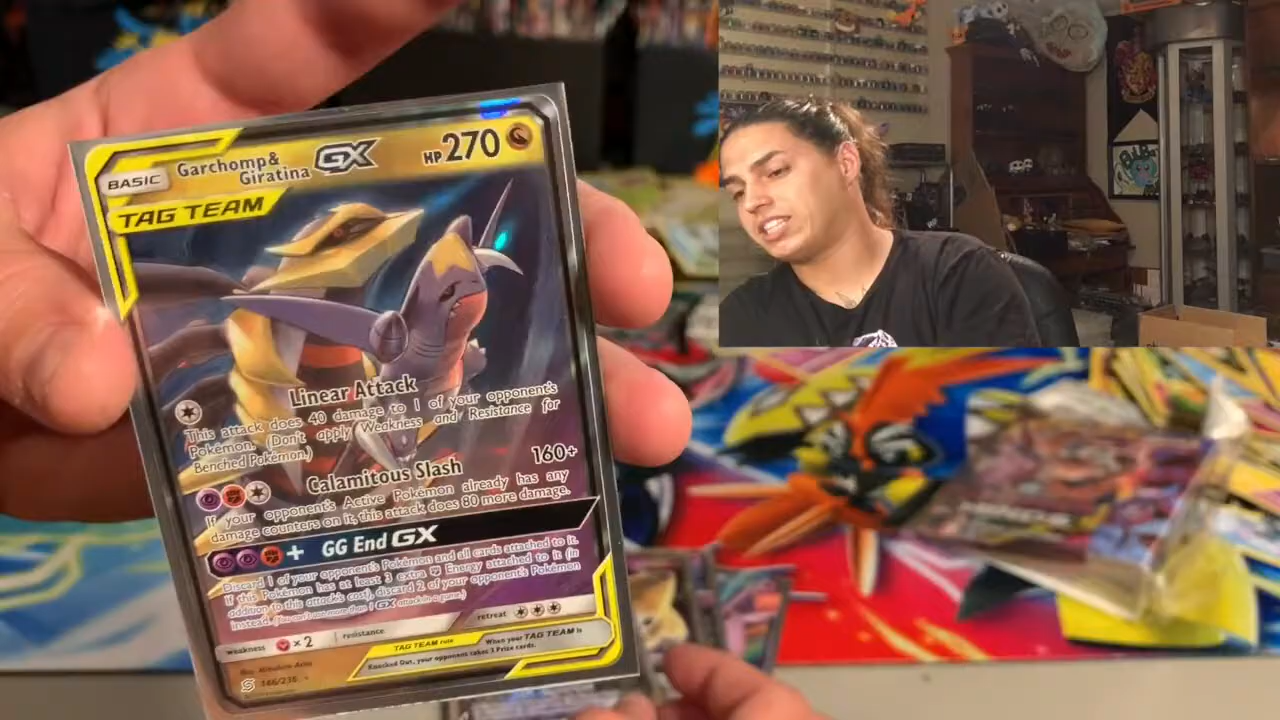 BASIC
Garchomp&
Giratina GX
HP 270
TAG TEAM
Linear Attack
This attack does 40 damage to 1 of your opponent's
Pokémon. (Don't apply Weakness and Resistance for
Benched Pokémon.)
Calamitous Slash 160+
If your opponent's Active Pokémon already has any
damage counters on it, this attack does 80 more damage.
+ GG End GX
Discard 1 of your opponent's Pokémon and all cards attached to it.
If this Pokémon has at least 3 extra Energy attached to it (in
addition to this attack's cost), discard 2 of your opponent's Pokémon
instead. (You can't use more than 1 GX attack in a game.)
weakness ×2 resistance retreat
TAG TEAM rule When your TAG TEAM is
Knocked Out, your opponent takes 3 Prize cards.
146/236